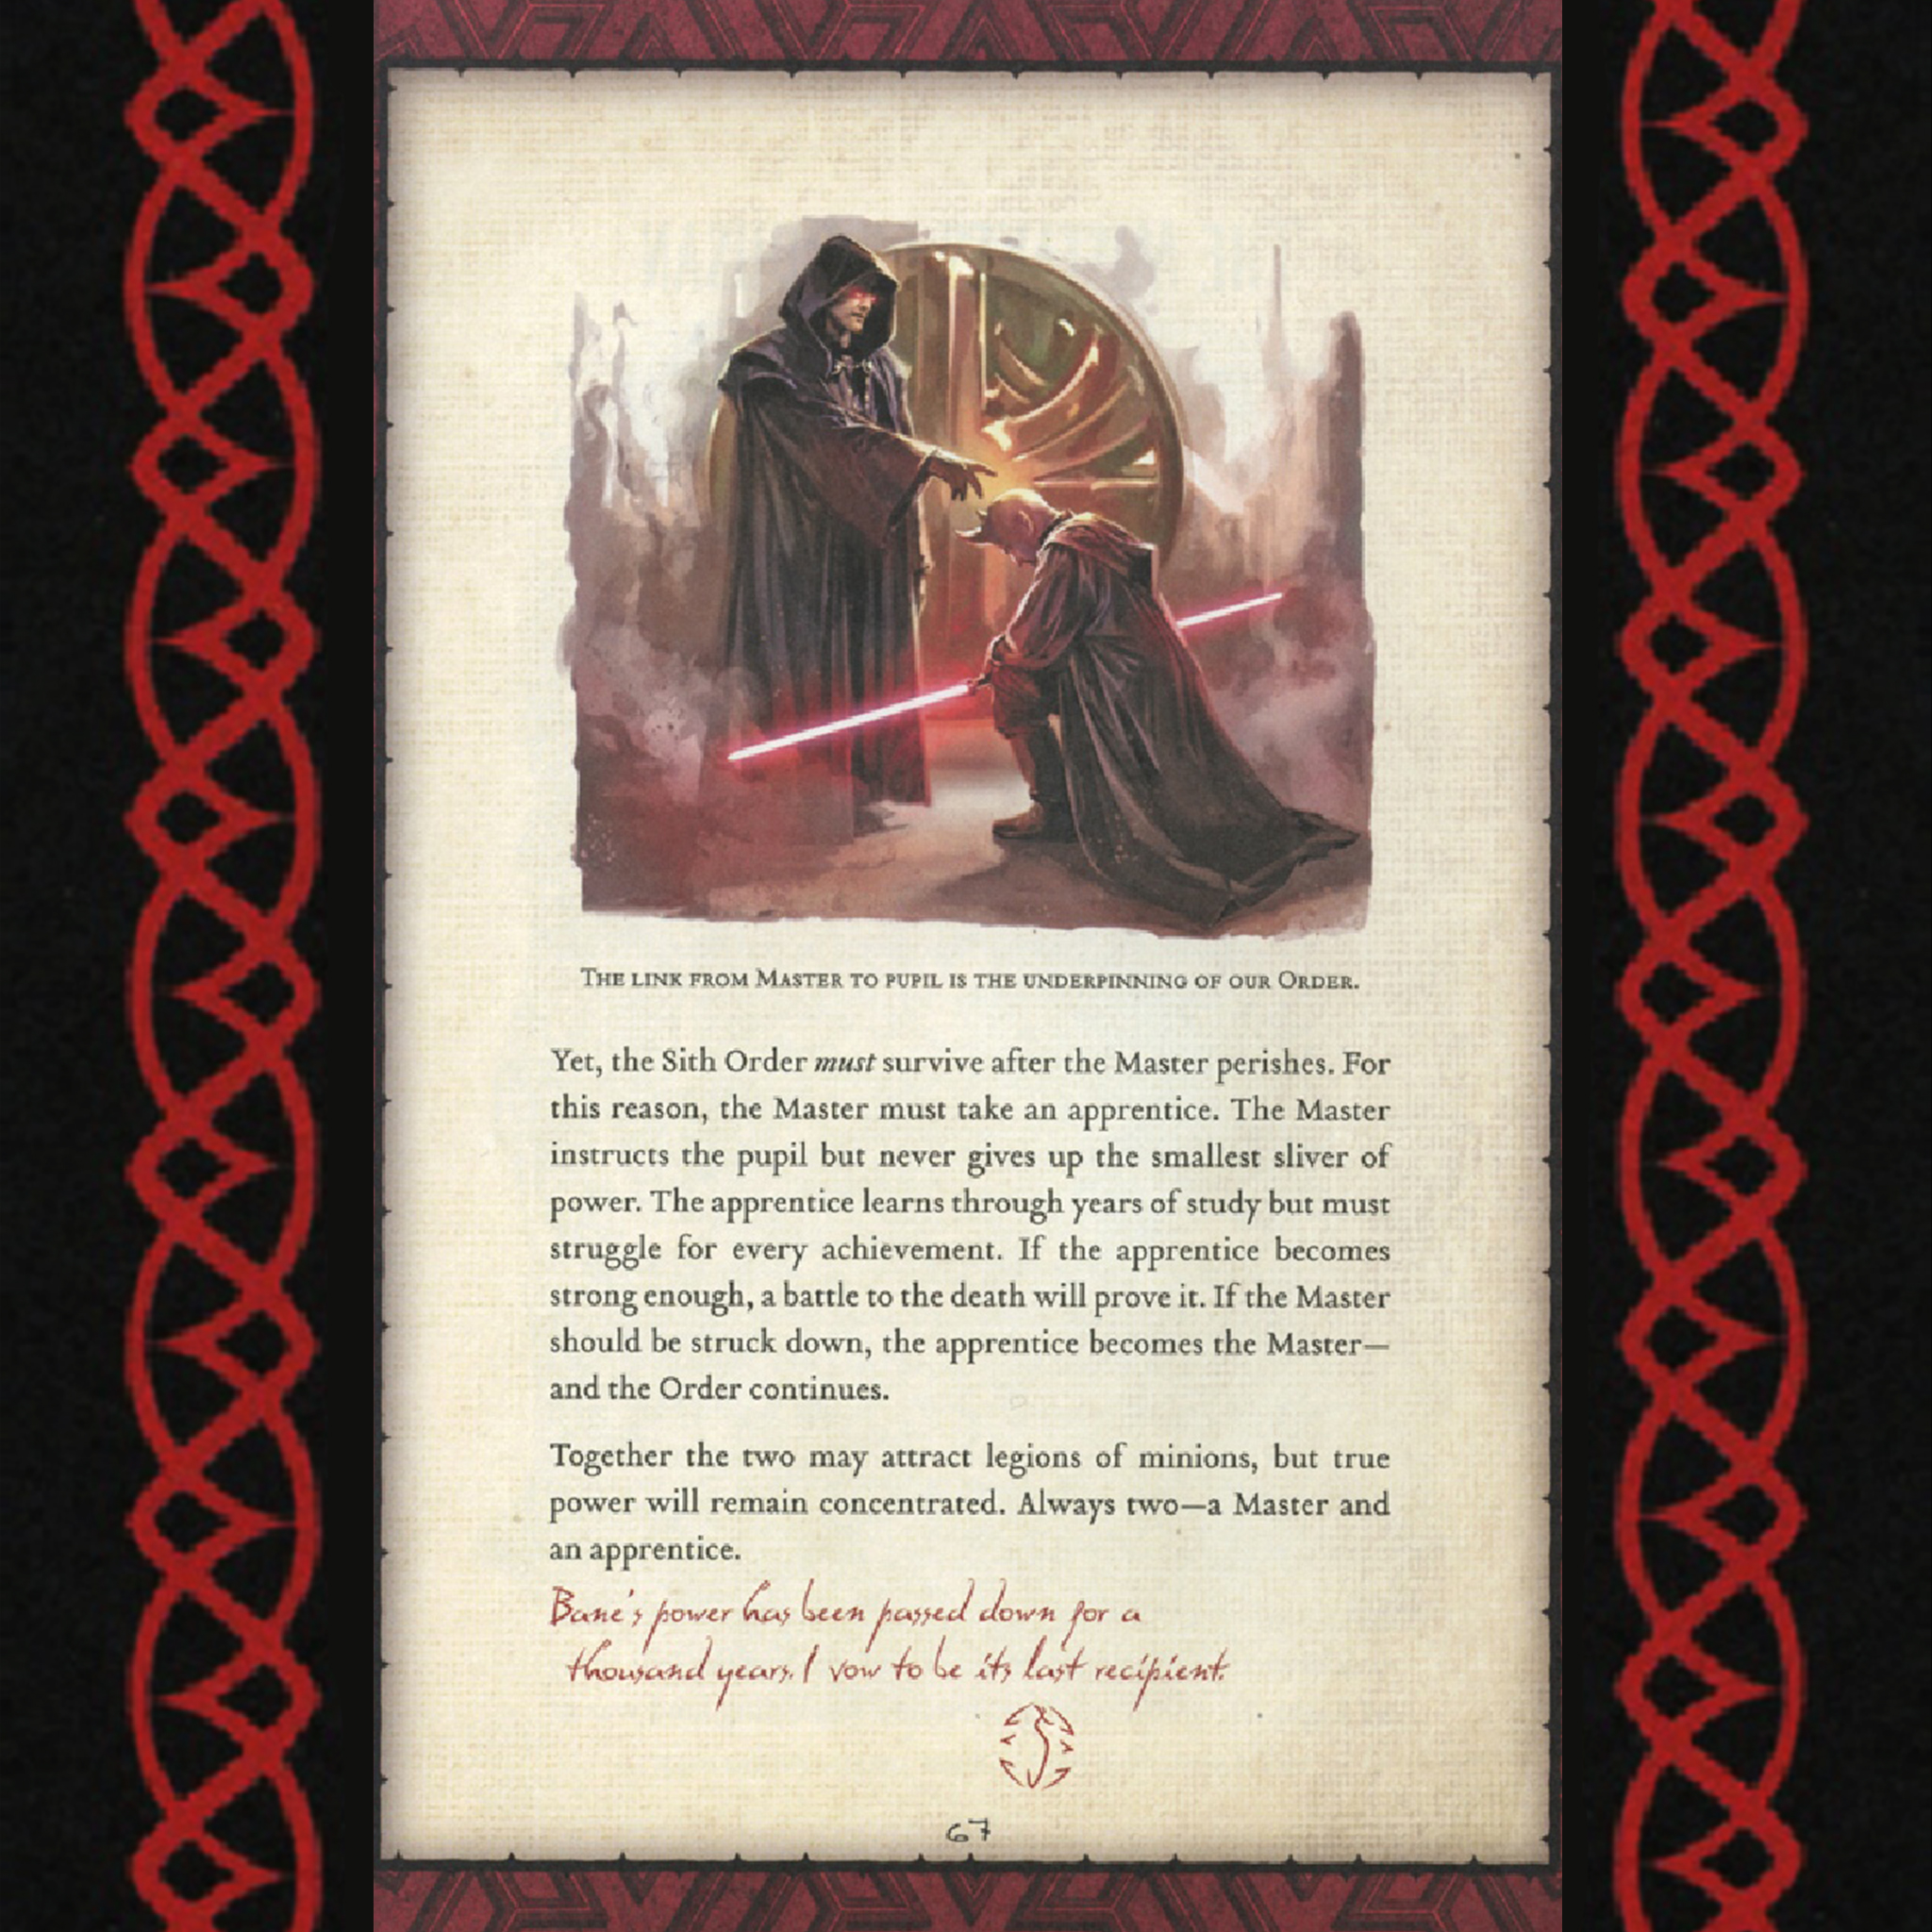 The link from Master to pupil is the underpinning of our Order.
Yet, the Sith Order must survive after the Master perishes. For
this reason, the Master must take an apprentice. The Master
instructs the pupil but never gives up the smallest sliver of
power. The apprentice learns through years of study but must
struggle for every achievement. If the apprentice becomes
strong enough, a battle to the death will prove it. If the Master
should be struck down, the apprentice becomes the Master—
and the Order continues.
Together the two may attract legions of minions, but true
power will remain concentrated. Always two—a Master and
an apprentice.
Bane's power has been passed down for a
thousand years. I vow to be its last recipient.
67